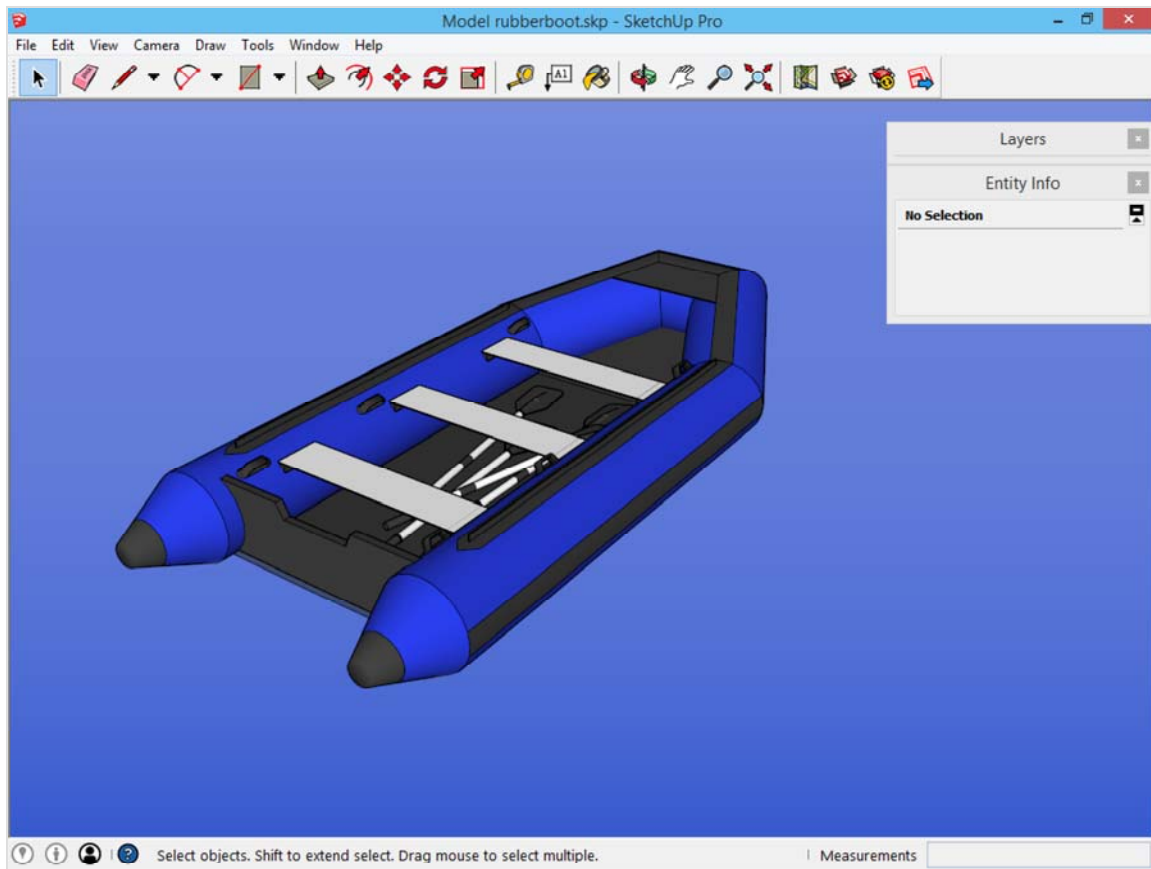 Model rubberboot.skp - SketchUp Pro
File Edit View Camera Draw Tools Window Help
A1
Layers
Entity Info
No Selection
Select objects. Shift to extend select. Drag mouse to select multiple.
Measurements